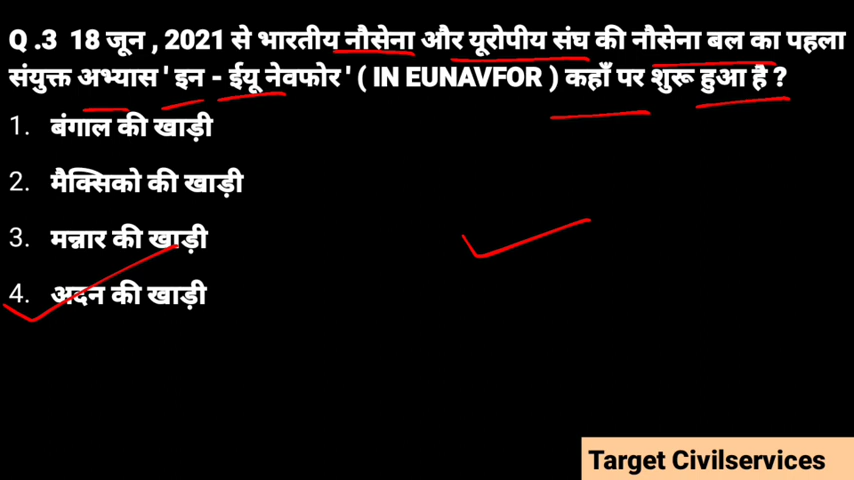 Q .3 18 जून , 2021 से भारतीय नौसेना और यूरोपीय संघ की नौसेना बल का पहला
संयुक्त अभ्यास ' इन - ईयू नेवफोर ' ( IN EUNAVFOR ) कहाँ पर शुरू हुआ है ?
1. बंगाल की खाड़ी
2. मैक्सिको की खाड़ी
3. मन्नार की खाड़ी
4. अदन की खाड़ी
Target Civilservices